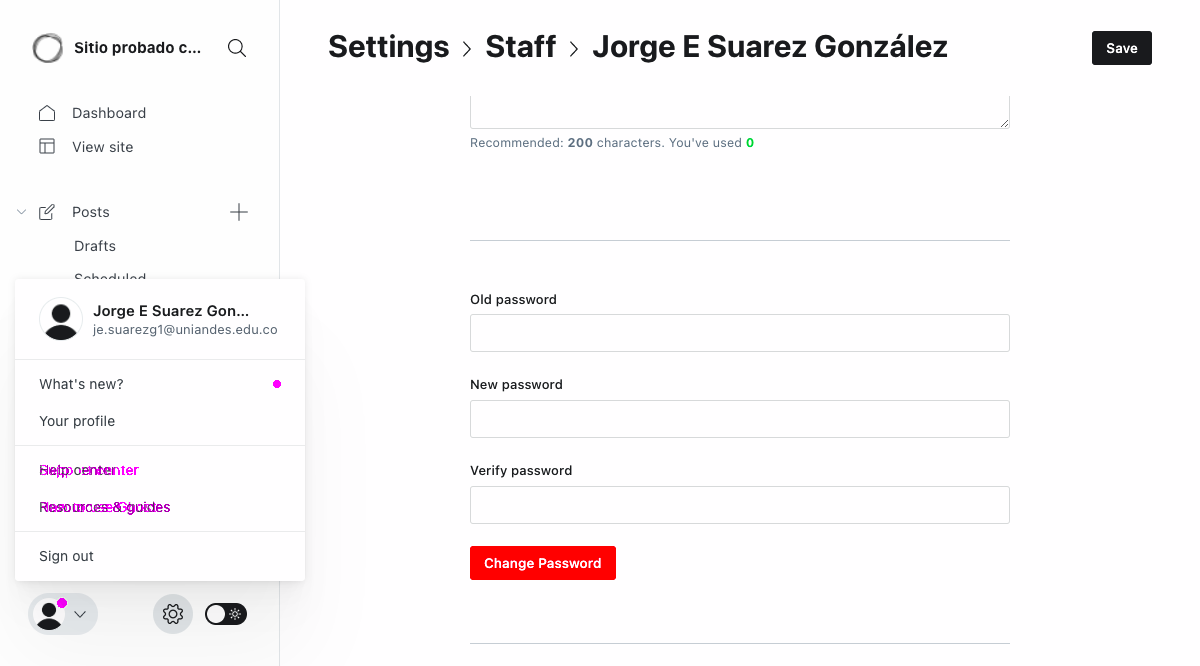 Sitio probado c...
Settings > Staff > Jorge E Suarez González
Save
Dashboard
View site
Posts
Drafts
Scheduled
Jorge E Suarez Gon...
je.suarezg1@uniandes.edu.co
What's new?
Your profile
Sign out
Recommended: 200 characters. You've used 0
Old password
New password
Verify password
Change Password